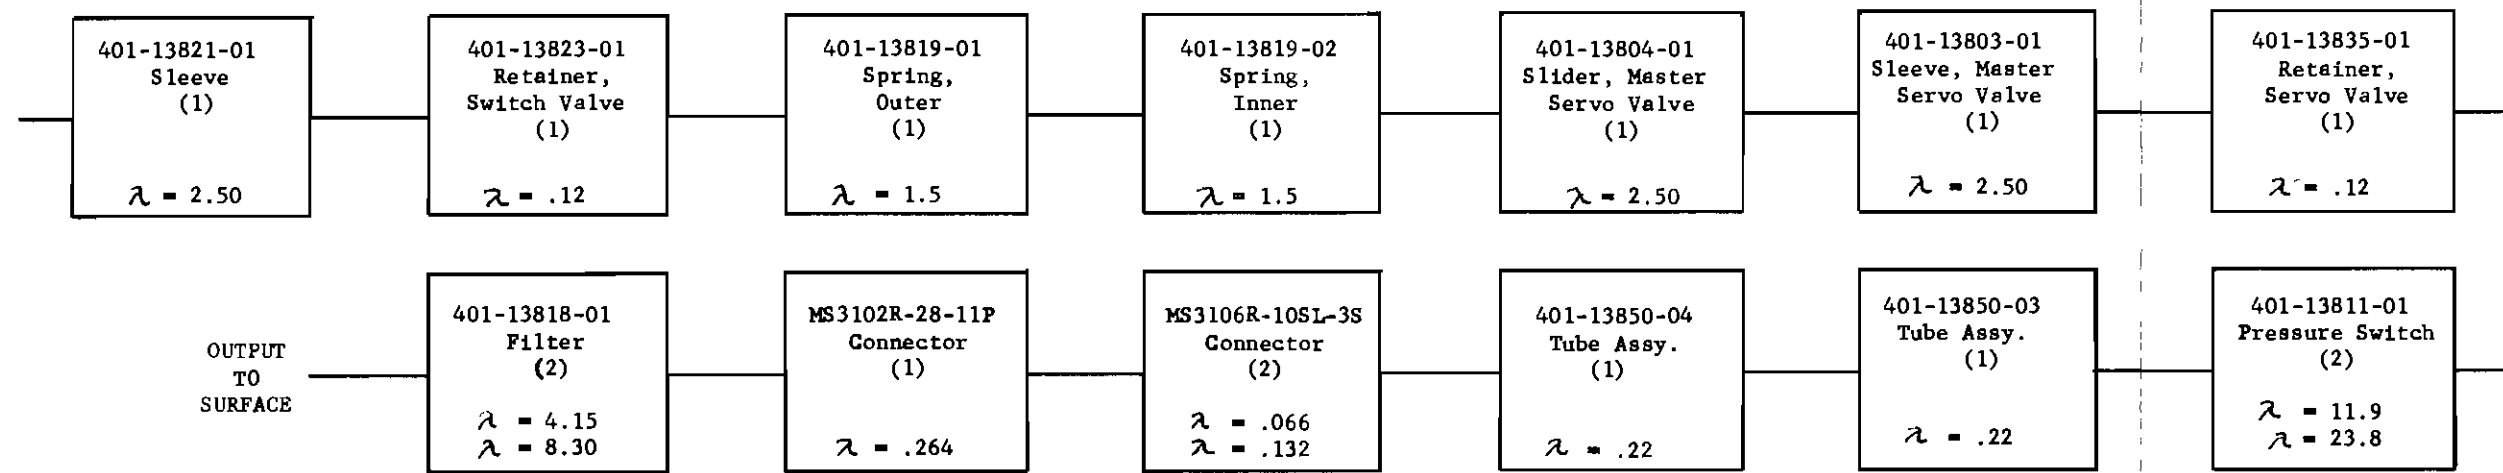 401-13821-01
Sleeve
(1)
λ = 2.50
401-13823-01
Retainer,
Switch Valve
(1)
λ = .12
401-13819-01
Spring,
Outer
(1)
λ = 1.5
401-13819-02
Spring,
Inner
(1)
λ = 1.5
401-13804-01
Slider, Master
Servo Valve
(1)
λ = 2.50
401-13803-01
Sleeve, Master
Servo Valve
(1)
λ = 2.50
401-13835-01
Retainer,
Servo Valve
(1)
λ = .12
OUTPUT
TO
SURFACE
401-13818-01
Filter
(2)
λ = 4.15
λ = 8.30
MS3102R-28-11P
Connector
(1)
λ = .264
MS3106R-10SL-3S
Connector
(2)
λ = .066
λ = .132
401-13850-04
Tube Assy.
(1)
λ = .22
401-13850-03
Tube Assy.
(1)
λ = .22
401-13811-01
Pressure Switch
(2)
λ = 11.9
λ = 23.8